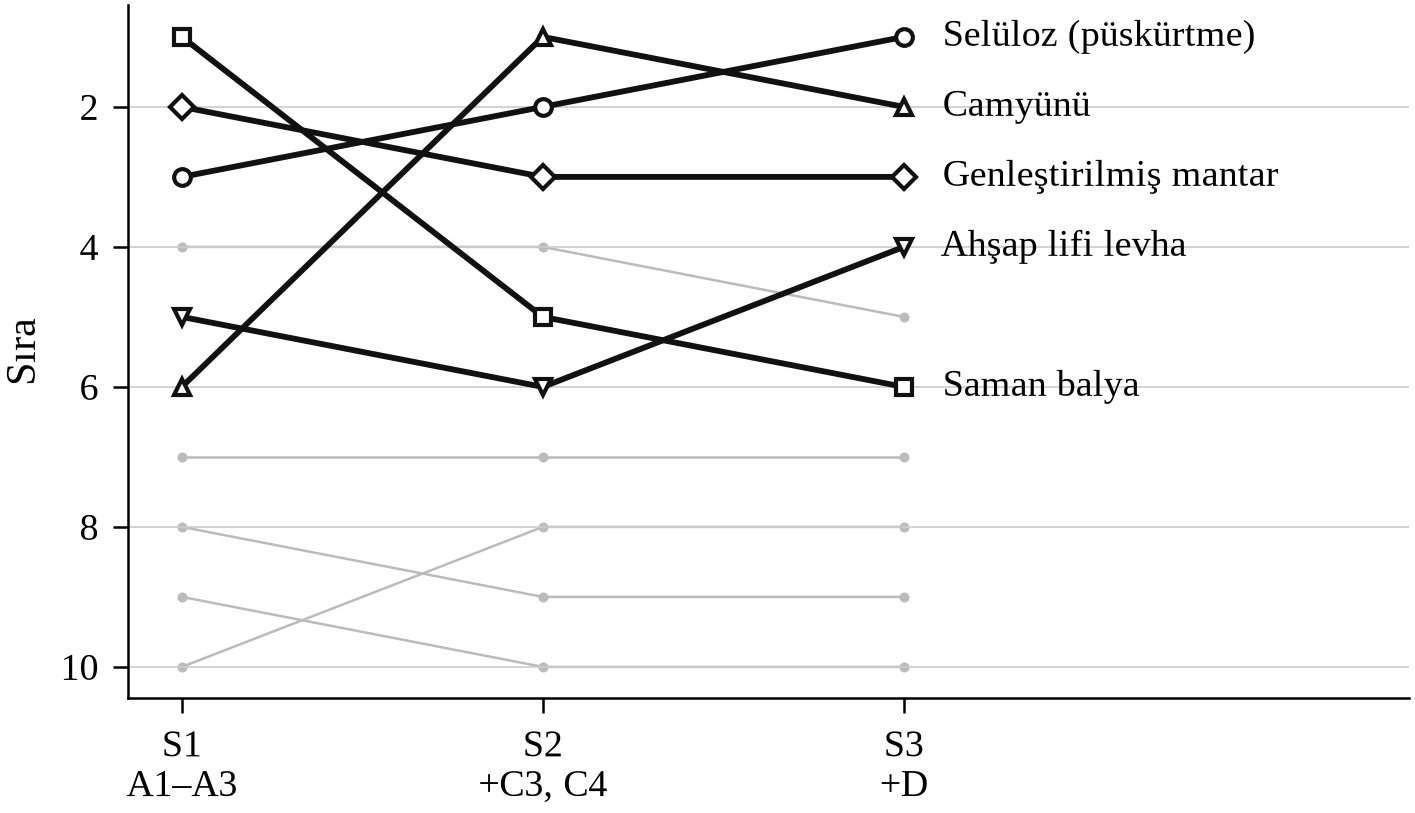 Selüloz (püskürtme)
Camyünü
Genleştirilmiş mantar
Ahşap lifi levha
Saman balya
2
4
6
8
10
Sıra
S1
A1–A3
S2
+C3, C4
S3
+D